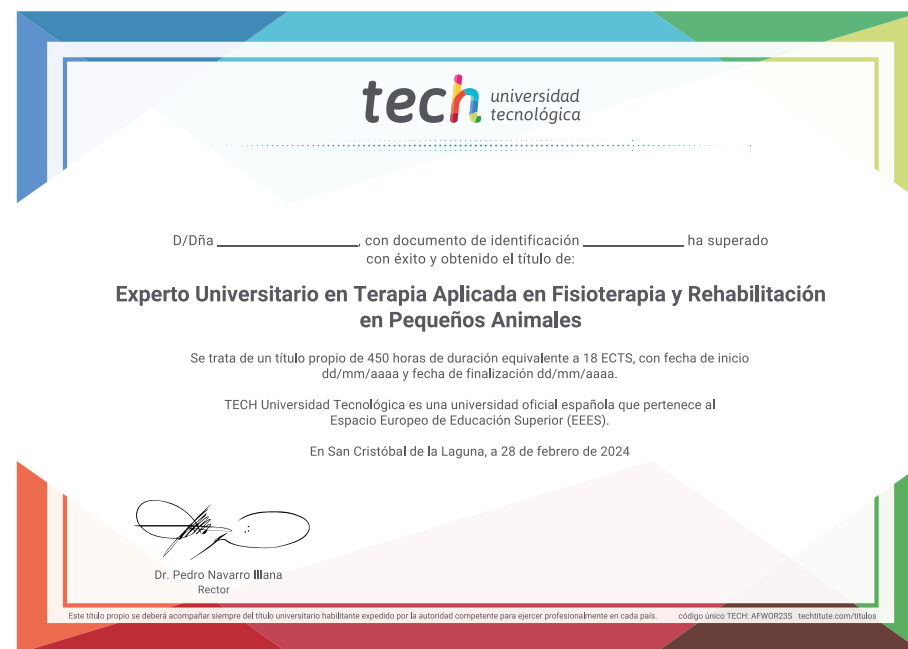 tech universidad
tecnológica
D/Dña ____________________, con documento de identificación ______________ ha superado
con éxito y obtenido el título de:
Experto Universitario en Terapia Aplicada en Fisioterapia y Rehabilitación
en Pequeños Animales
Se trata de un título propio de 450 horas de duración equivalente a 18 ECTS, con fecha de inicio
dd/mm/aaaa y fecha de finalización dd/mm/aaaa.
TECH Universidad Tecnológica es una universidad oficial española que pertenece al
Espacio Europeo de Educación Superior (EEES).
En San Cristóbal de la Laguna, a 28 de febrero de 2024
Dr. Pedro Navarro Illana
Rector
Este título propio se deberá acompañar siempre del título universitario habilitante expedido por la autoridad competente para ejercer profesionalmente en cada país. código único TECH: AFWOR23S techtitute.com/titulos